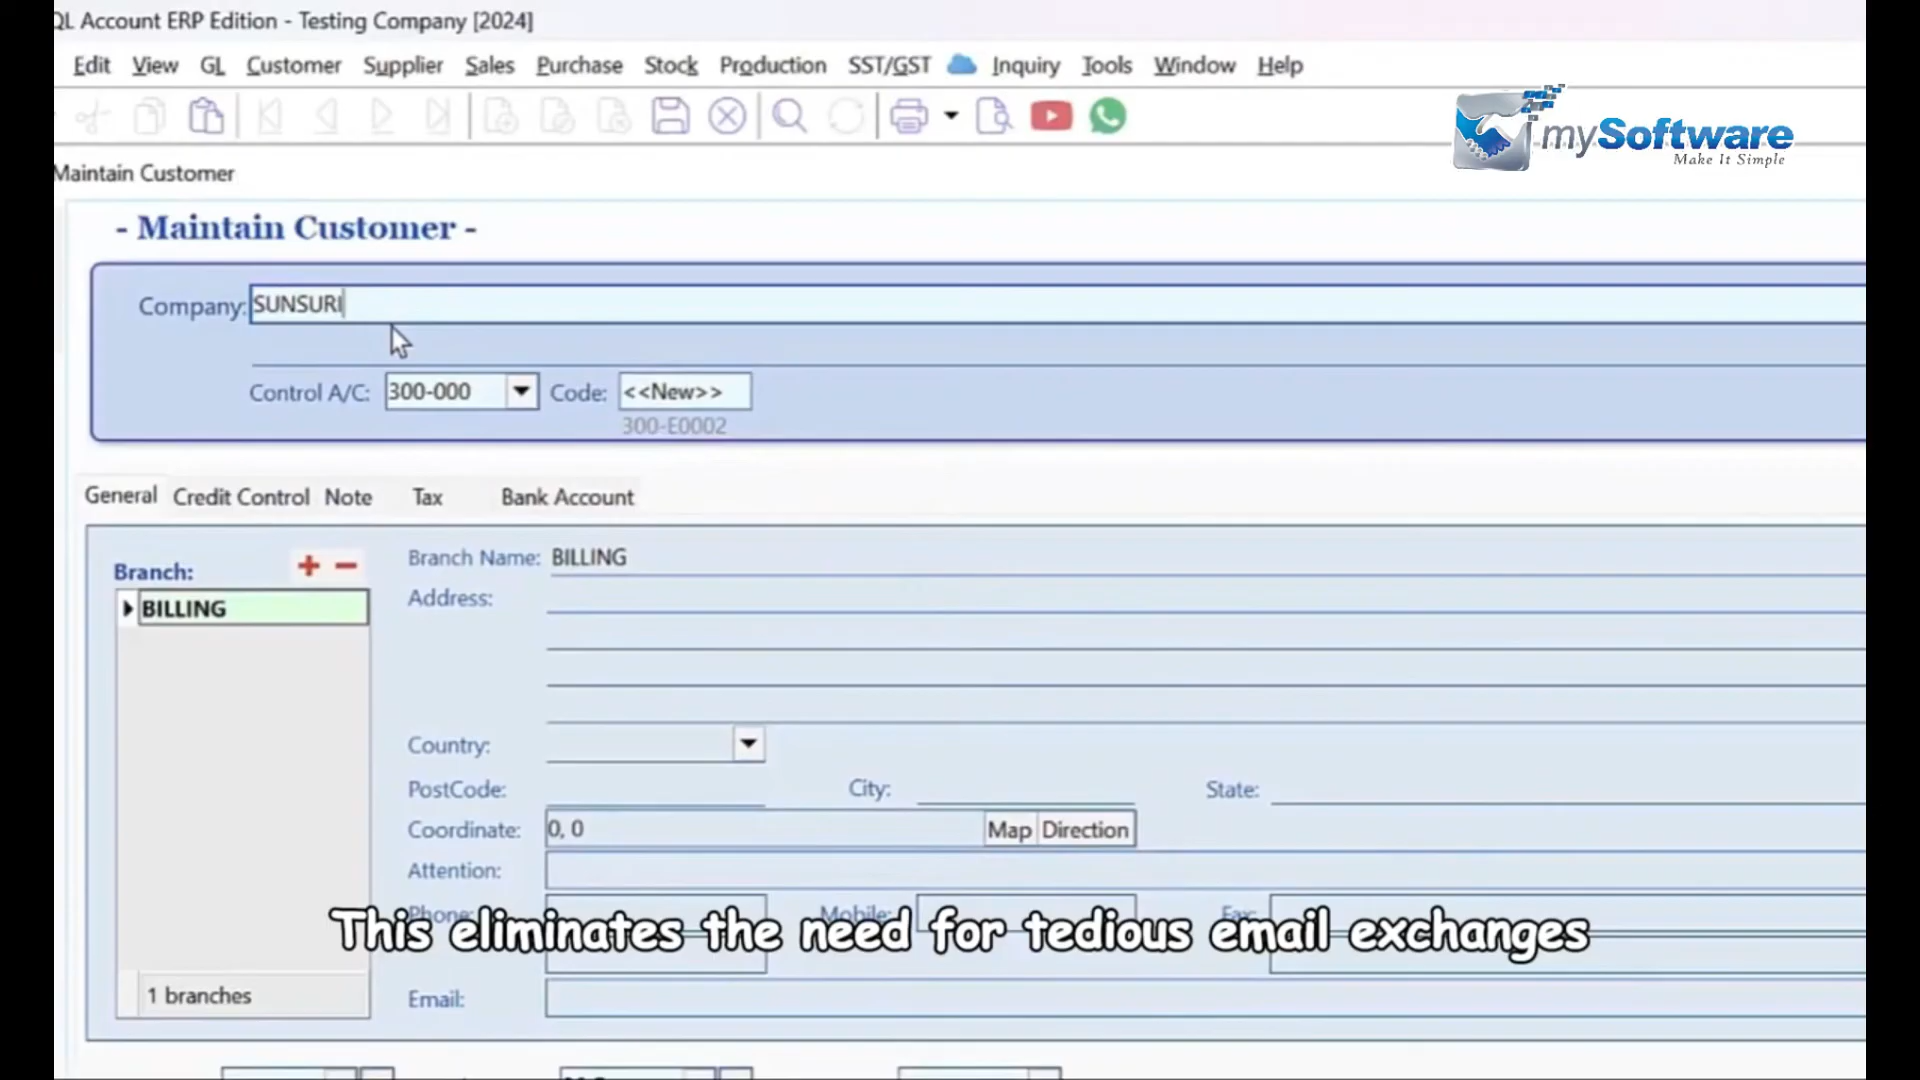 QL Account ERP Edition - Testing Company [2024]
Edit View GL Customer Supplier Sales Purchase Stock Production SST/GST Inquiry Tools Window Help
mySoftware
Make It Simple
Maintain Customer
- Maintain Customer -
Company: SUNSURI
Control A/C: 300-000 Code: <<New>>
300-E0002
General Credit Control Note Tax Bank Account
Branch: + −
Branch Name: BILLING
BILLING
Address:
Country:
PostCode: City: State:
Coordinate: 0, 0 Map Direction
Attention:
Phone: Mobile: Fax:
This eliminates the need for tedious email exchanges
1 branches
Email: